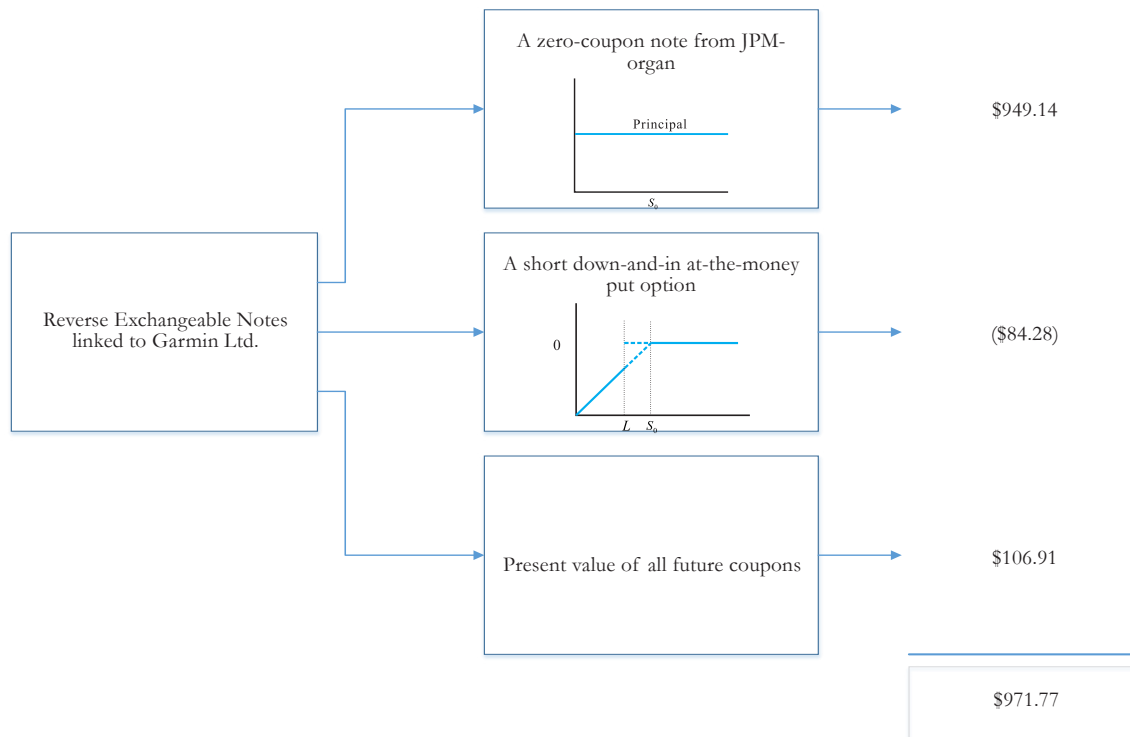 A zero-coupon note from JPM-
organ
Principal
S₀
$949.14
Reverse Exchangeable Notes
linked to Garmin Ltd.
A short down-and-in at-the-money
put option
0
L S₀
($84.28)
Present value of all future coupons
$106.91
$971.77